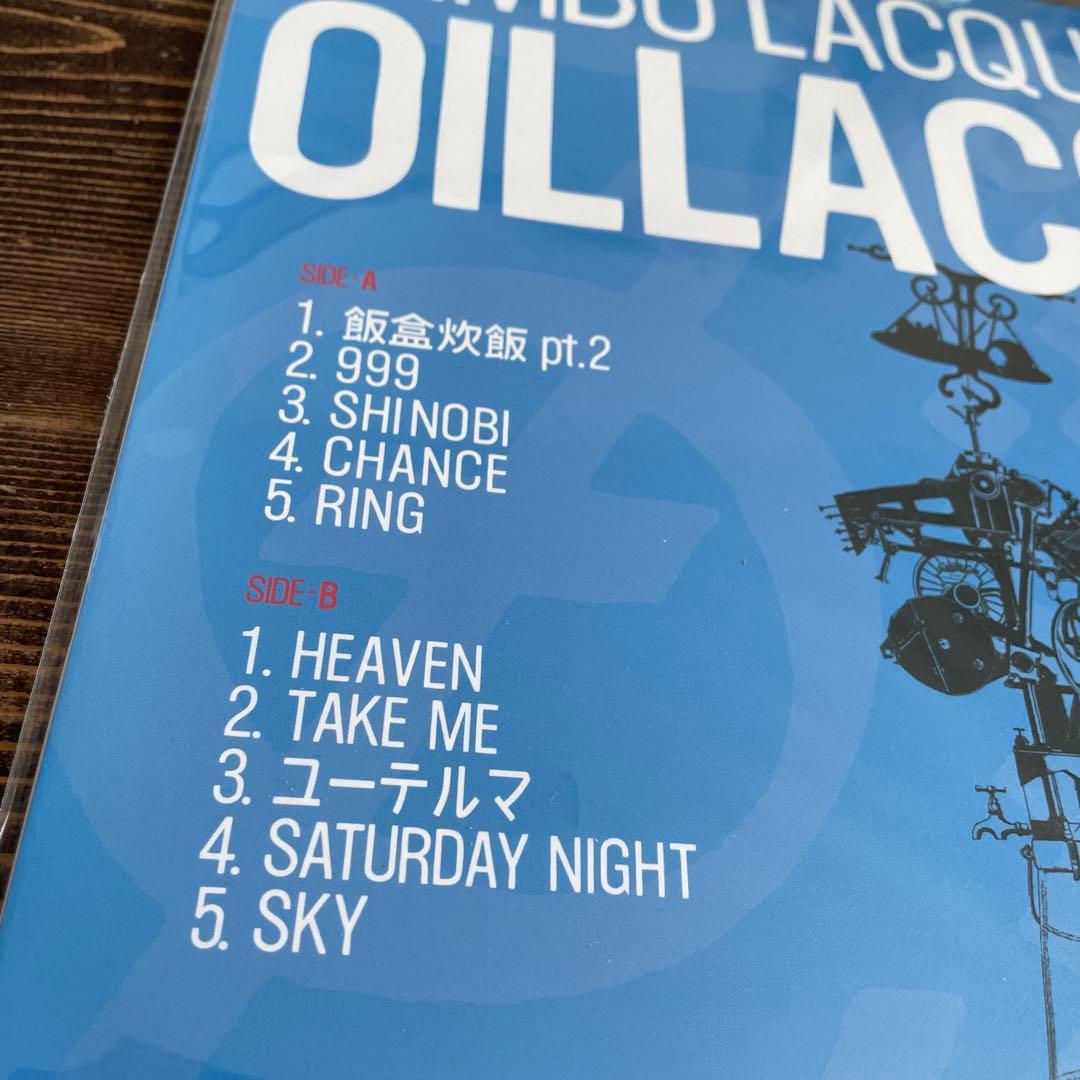 LACQU
OILLAC
SIDE-A
1. 飯盒炊飯 pt.2
2. 999
3. SHINOBI
4. CHANCE
5. RING
SIDE-B
1. HEAVEN
2. TAKE ME
3. ユーテルマ
4. SATURDAY NIGHT
5. SKY